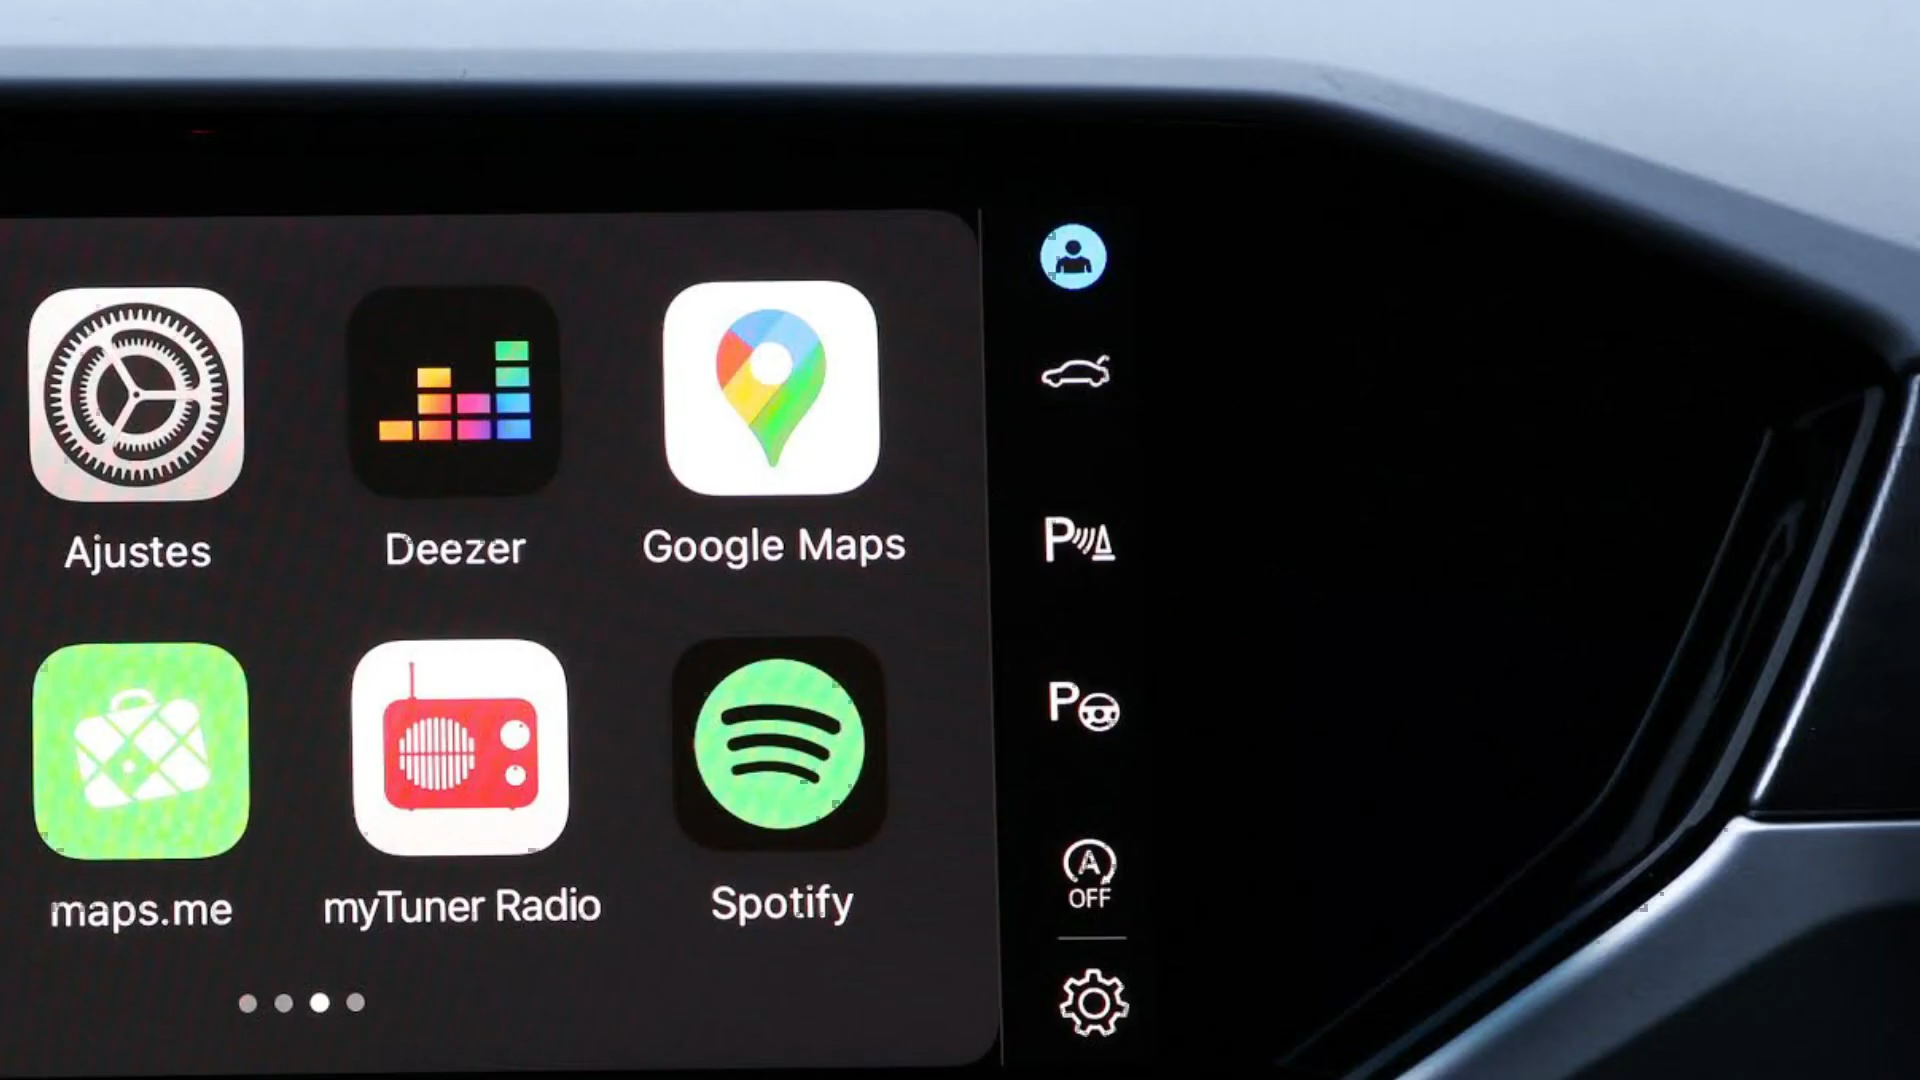 Ajustes
Deezer
Google Maps
maps.me
myTuner Radio
Spotify
P
P
A
OFF